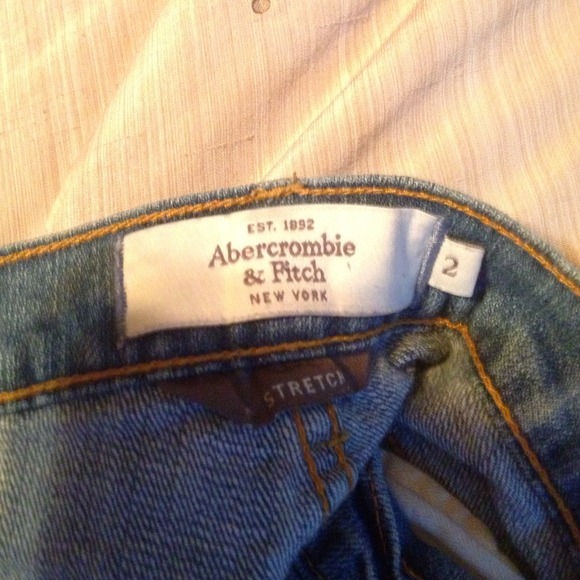 EST. 1892
Abercrombie
& Fitch
NEW YORK
2
STRETCH